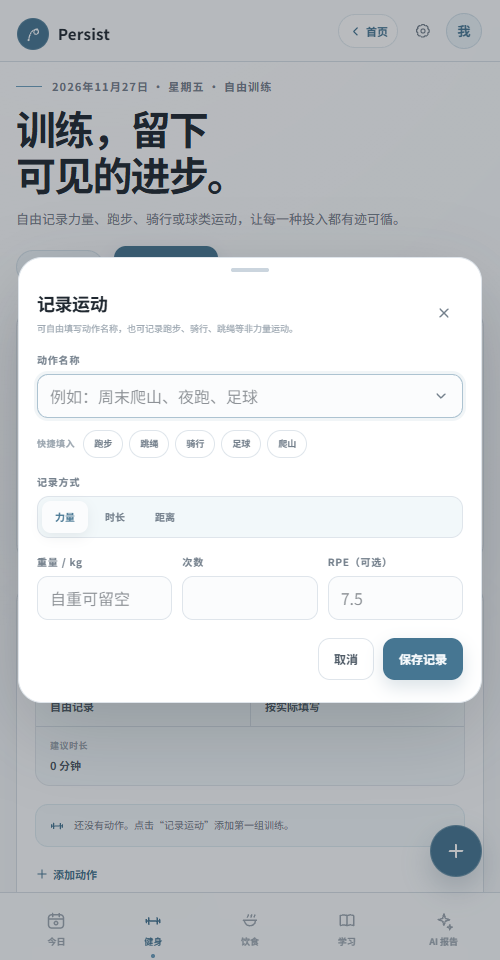 Persist
首页
我
2026年11月27日 • 星期五 • 自由训练
训练，留下
可见的进步。
自由记录力量、跑步、骑行或球类运动，让每一种投入都有迹可循。
记录运动
可自由填写动作名称，也可记录跑步、骑行、跳绳等非力量运动。
动作名称
例如：周末爬山、夜跑、足球
快捷填入 跑步 跳绳 骑行 足球 爬山
记录方式
力量 时长 距离
重量 / kg 次数 RPE（可选）
自重可留空 7.5
取消 保存记录
自由记录 按实际填写
建议时长
0 分钟
还没有动作。点击“记录运动”添加第一组训练。
添加动作
今日 健身 饮食 学习 AI 报告